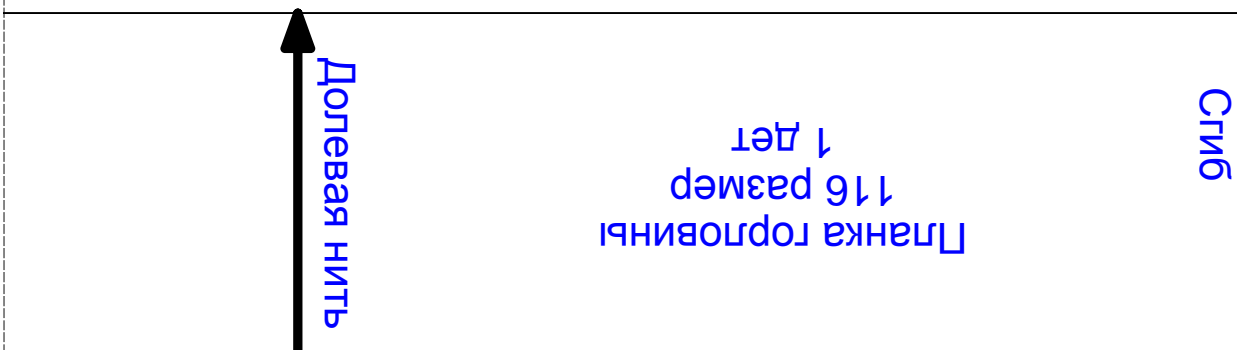 Долевая нить
Планка горловины
116 размер
1 дет
Сгиб